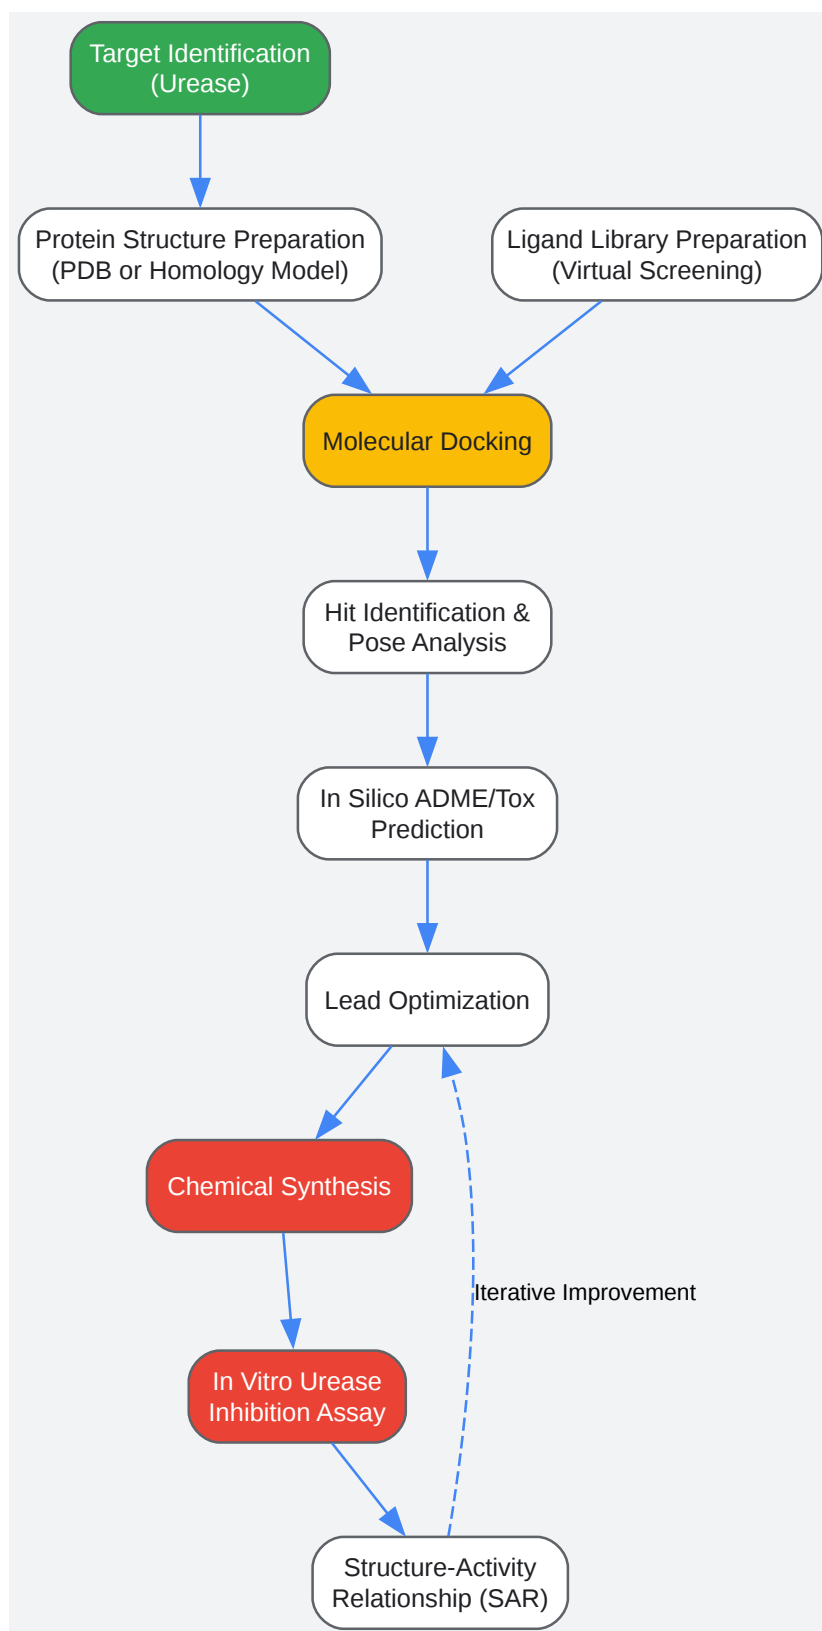 Target Identification
(Urease)
Protein Structure Preparation
(PDB or Homology Model)
Ligand Library Preparation
(Virtual Screening)
Molecular Docking
Hit Identification &
Pose Analysis
In Silico ADME/Tox
Prediction
Lead Optimization
Chemical Synthesis
Iterative Improvement
In Vitro Urease
Inhibition Assay
Structure-Activity
Relationship (SAR)